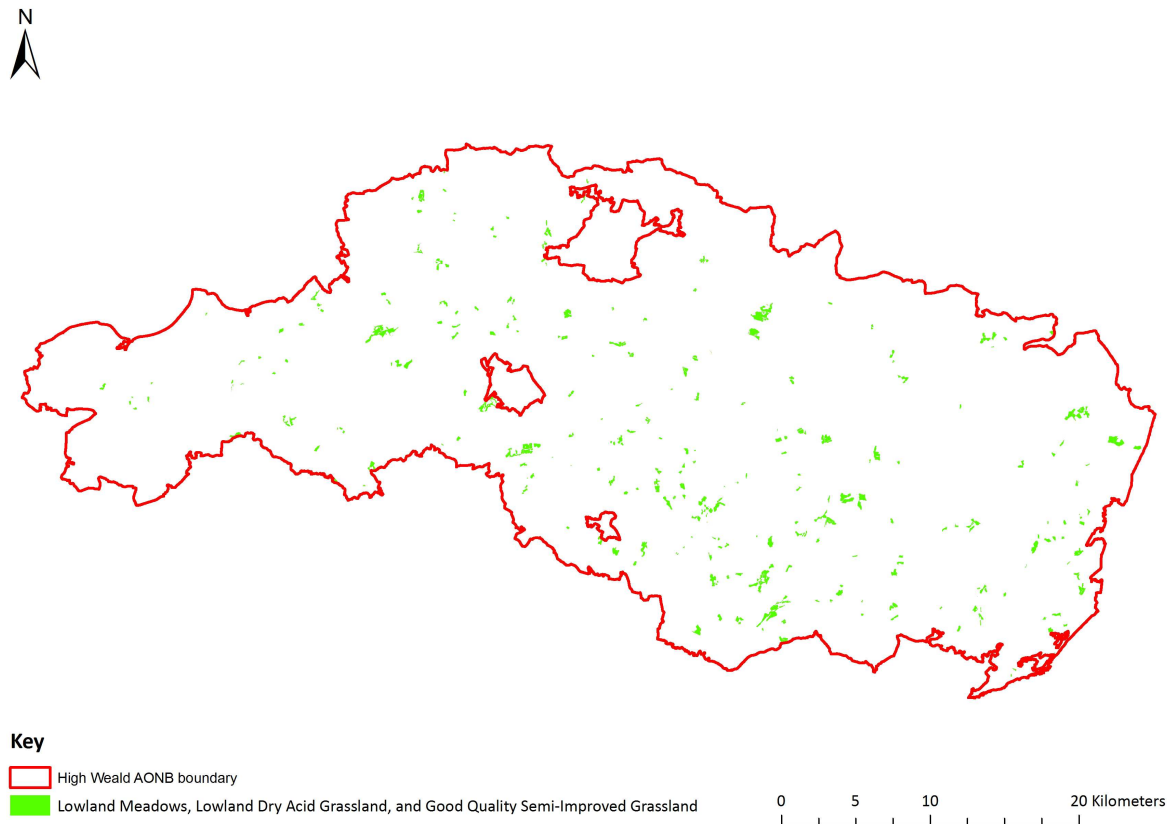 N
Key
High Weald AONB boundary
Lowland Meadows, Lowland Dry Acid Grassland, and Good Quality Semi-Improved Grassland
0 5 10 20 Kilometers